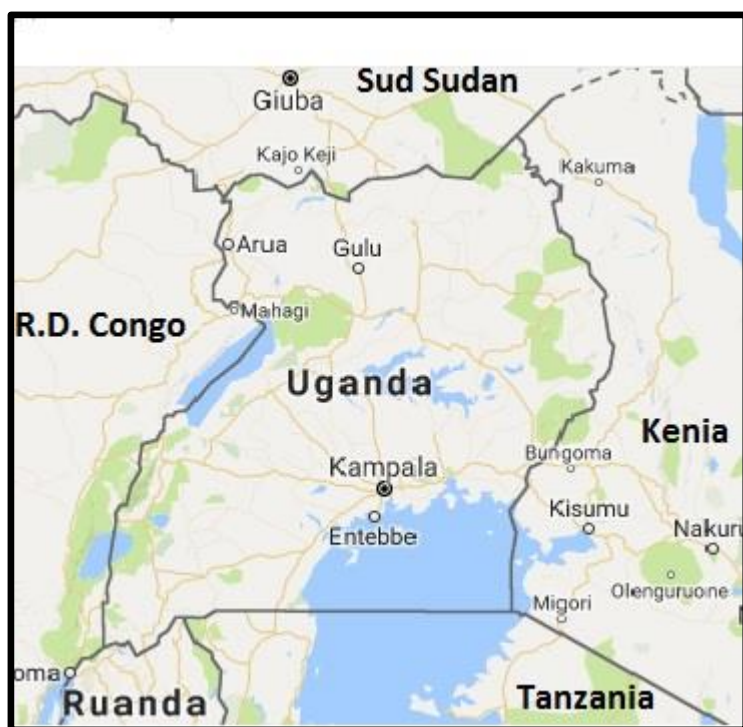 Sud Sudan
Giuba
Kajo Keji
Kakuma
Arua
Gulu
Mahagi
R.D. Congo
Uganda
Kenia
Bungoma
Kampala
Kisumu
Entebbe
Nakuru
Olenguruone
Migori
oma
Ruanda
Tanzania